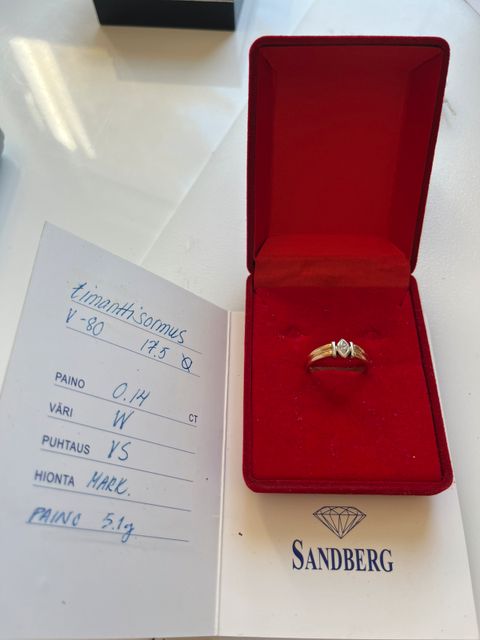 timanttisormus
V-80 17.5 Ø
PAINO 0.14 CT
VÄRI W
PUHTAUS VS
HIONTA MARK.
PAINO 5.1g
SANDBERG